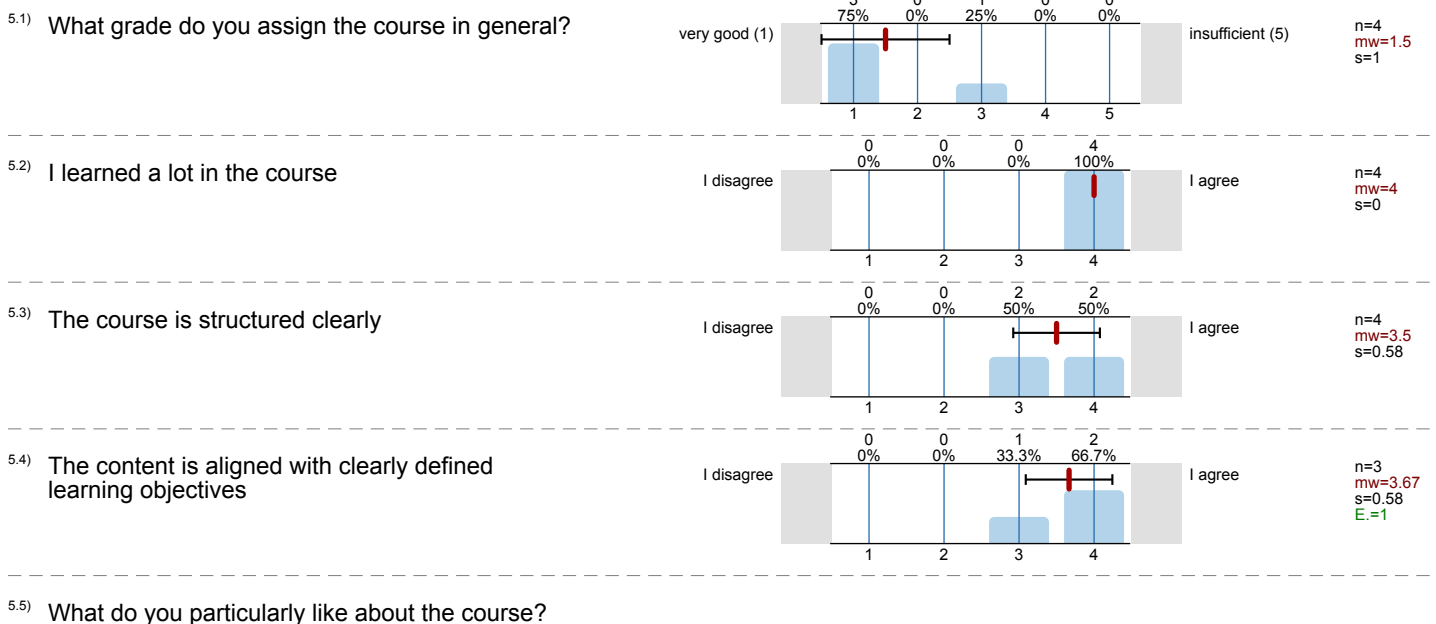 3 0 1 0 0
75% 0% 25% 0% 0%
5.1) What grade do you assign the course in general?
very good (1) insufficient (5)
n=4
mw=1.5
s=1
1 2 3 4 5
0 0 0 4
0% 0% 0% 100%
5.2) I learned a lot in the course
I disagree I agree
n=4
mw=4
s=0
1 2 3 4
0 0 2 2
0% 0% 50% 50%
5.3) The course is structured clearly
I disagree I agree
n=4
mw=3.5
s=0.58
1 2 3 4
0 0 1 2
0% 0% 33.3% 66.7%
5.4) The content is aligned with clearly defined
learning objectives
I disagree I agree
n=3
mw=3.67
s=0.58
E.=1
1 2 3 4
5.5) What do you particularly like about the course?